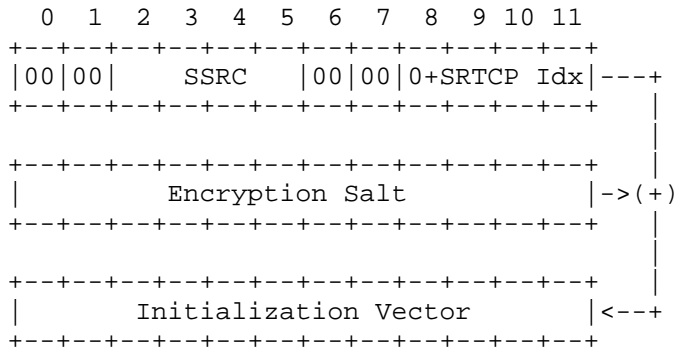 0  1  2  3  4  5  6  7  8  9 10 11
+--+--+--+--+--+--+--+--+--+--+--+--+
|00|00|    SSRC   |00|00|0+SRTCP Idx|---+
+--+--+--+--+--+--+--+--+--+--+--+--+   |
                                        |
+--+--+--+--+--+--+--+--+--+--+--+--+   |
|         Encryption Salt           |->(+)
+--+--+--+--+--+--+--+--+--+--+--+--+   |
                                        |
+--+--+--+--+--+--+--+--+--+--+--+--+   |
|       Initialization Vector       |<--+
+--+--+--+--+--+--+--+--+--+--+--+--+